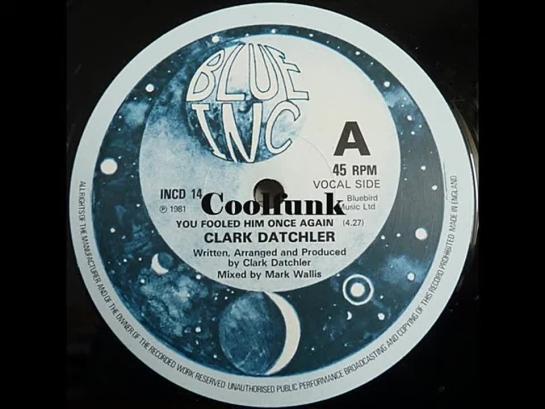 BLUE
INC
A
45 RPM
VOCAL SIDE
INCD 14
℗ 1981
Bluebird
Music Ltd
Coolfunk
YOU FOOLED HIM ONCE AGAIN (4.27)
CLARK DATCHLER
Written, Arranged and Produced
by Clark Datchler
Mixed by Mark Wallis
ALL RIGHTS OF THE MANUFACTURER AND OF THE OWNER OF THE RECORDED WORK RESERVED UNAUTHORISED PUBLIC PERFORMANCE BROADCASTING AND COPYING OF THIS RECORD PROHIBITED MADE IN ENGLAND